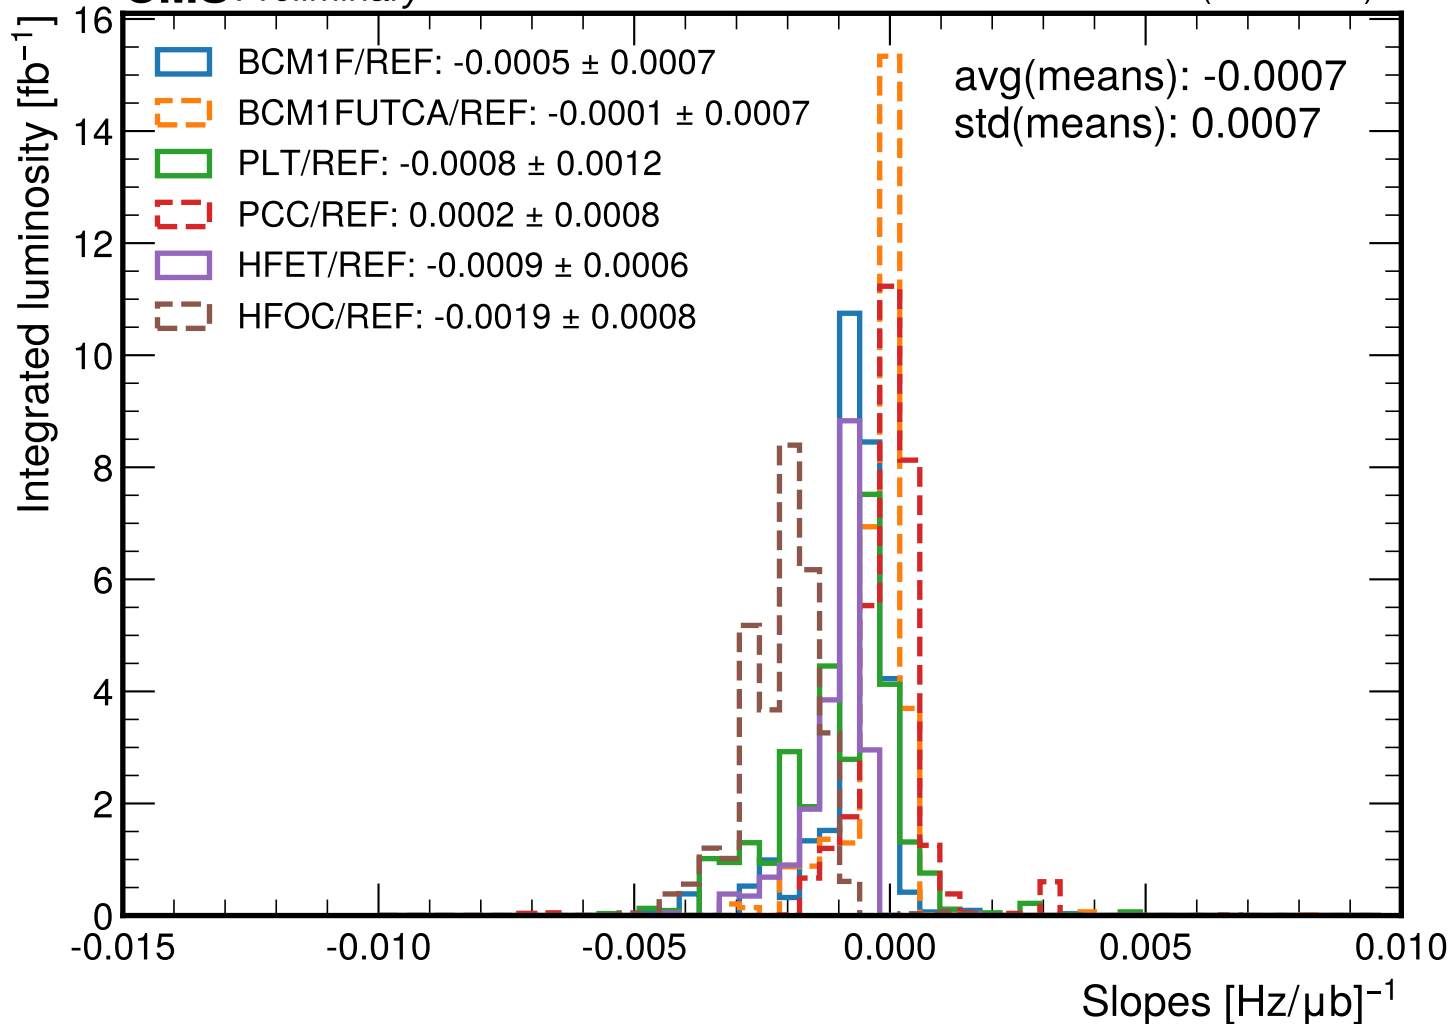 CMS Preliminary
16
14
12
10
8
6
4
2
0
Integrated luminosity [fb⁻¹]
BCM1F/REF: -0.0005 ± 0.0007
BCM1FUTCA/REF: -0.0001 ± 0.0007
PLT/REF: -0.0008 ± 0.0012
PCC/REF: 0.0002 ± 0.0008
HFET/REF: -0.0009 ± 0.0006
HFOC/REF: -0.0019 ± 0.0008
avg(means): -0.0007
std(means): 0.0007
-0.015 -0.010 -0.005 0.000 0.005 0.010
Slopes [Hz/µb]⁻¹